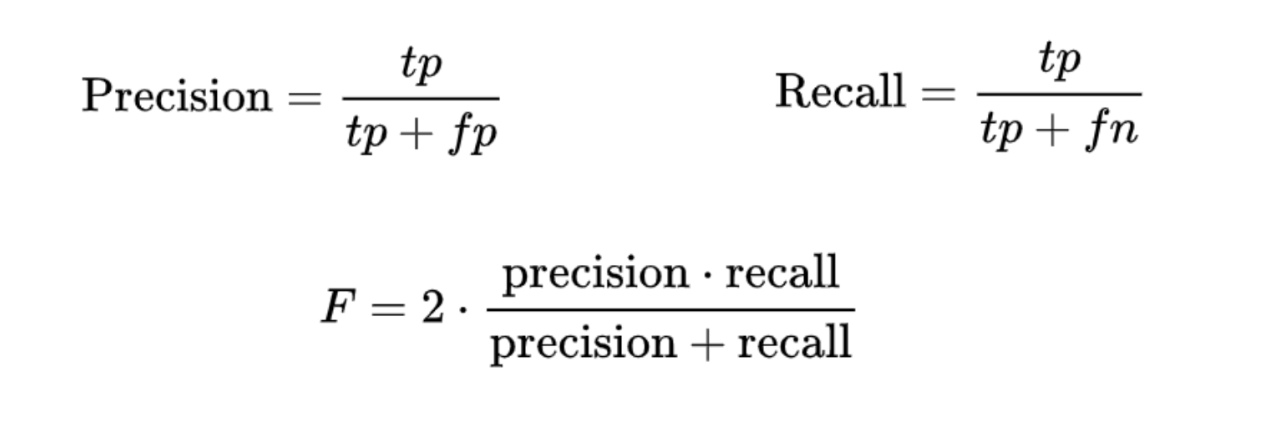 Precision = tp / (tp + fp)
Recall = tp / (tp + fn)
F = 2 · (precision · recall) / (precision + recall)